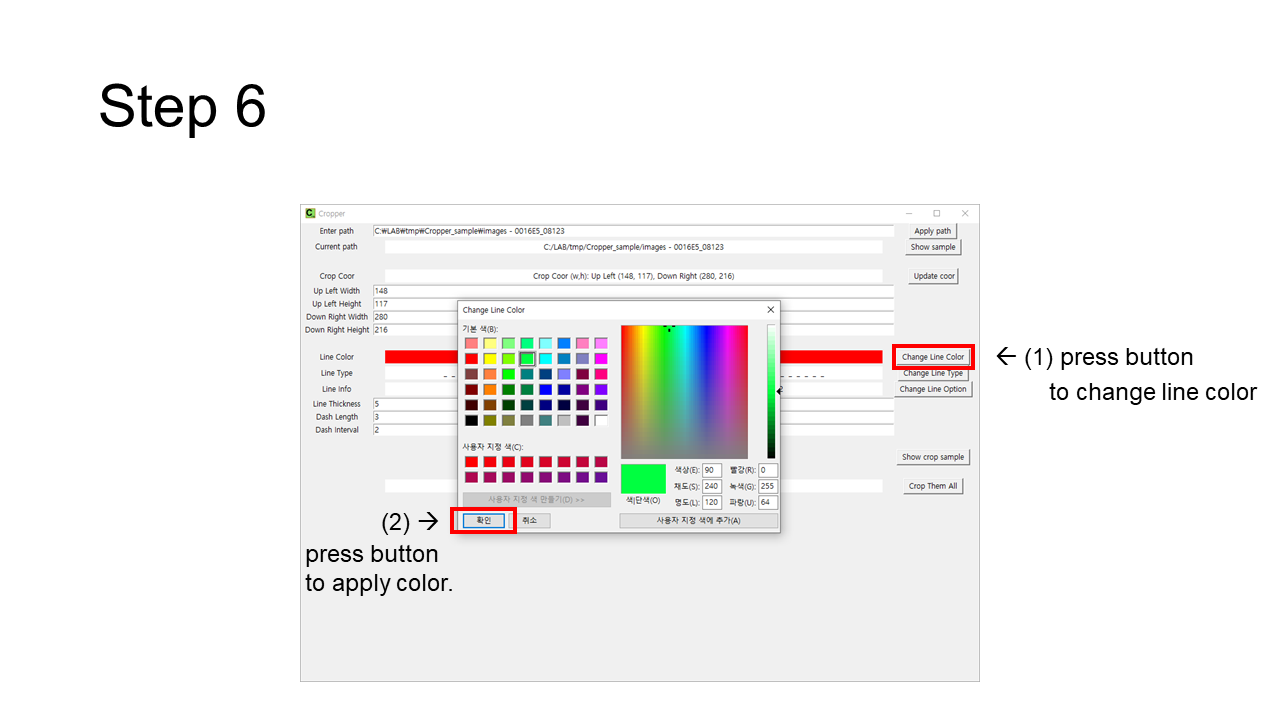 Step 6
C. Cropper
Enter path C:₩LAB₩tmp₩Cropper_sample₩images - 0016E5_08123 Apply path
Current path C:/LAB/tmp/Cropper_sample/images - 0016E5_08123 Show sample
Crop Coor Crop Coor (w,h): Up Left (148, 117), Down Right (280, 216) Update coor
Up Left Width 148
Up Left Height 117
Down Right Width 280
Down Right Height 216
Line Color Change Line Color
Line Type Change Line Type
Line Info Change Line Option
Line Thickness 5
Dash Length 3
Dash Interval 2
Show crop sample
Crop Them All
Change Line Color
기본 색(B):
사용자 지정 색(C):
사용자 지정 색 만들기(D) >>
확인 취소
색|단색(O)
색상(E): 90 빨강(R): 0
채도(S): 240 녹색(G): 255
명도(L): 120 파랑(U): 64
사용자 지정 색에 추가(A)
← (1) press button
to change line color
(2) →
press button
to apply color.